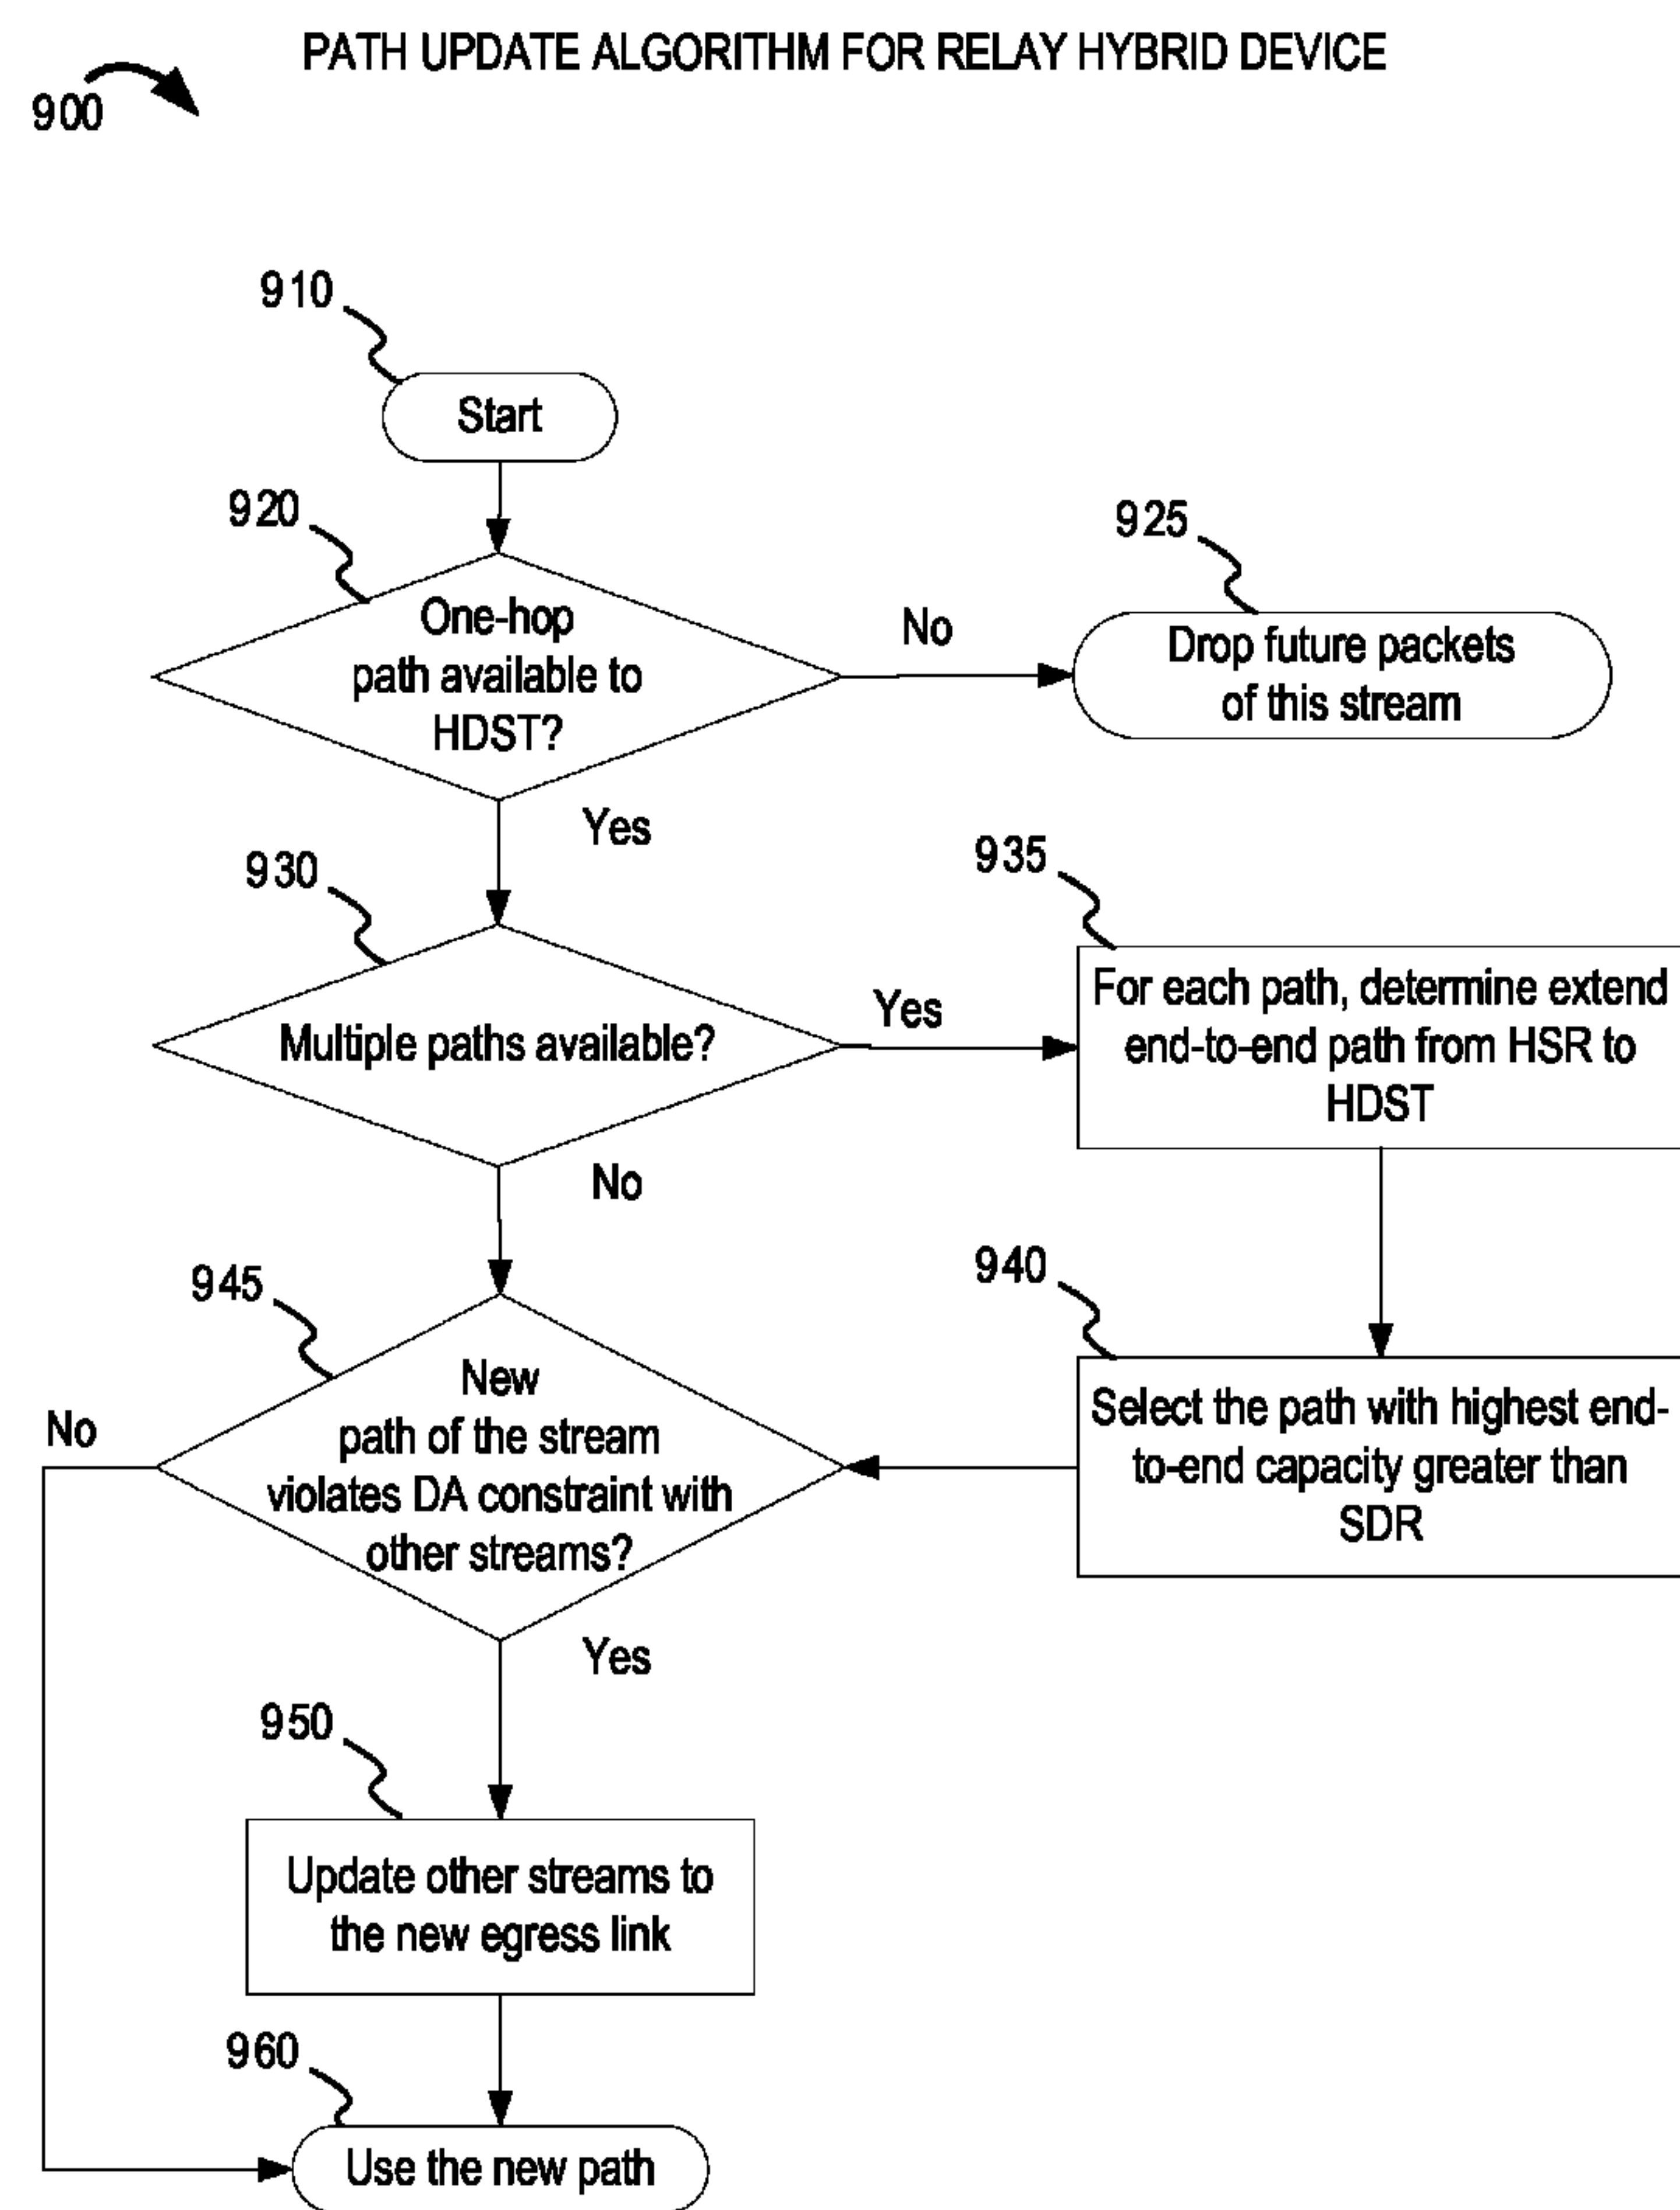 PATH UPDATE ALGORITHM FOR RELAY HYBRID DEVICE
900
910
Start
920
One-hop
path available to
HDST?
No
925
Drop future packets
of this stream
Yes
930
Multiple paths available?
Yes
935
For each path, determine extend
end-to-end path from HSR to
HDST
No
940
Select the path with highest end-
to-end capacity greater than
SDR
945
New
path of the stream
violates DA constraint with
other streams?
No
Yes
950
Update other streams to
the new egress link
960
Use the new path